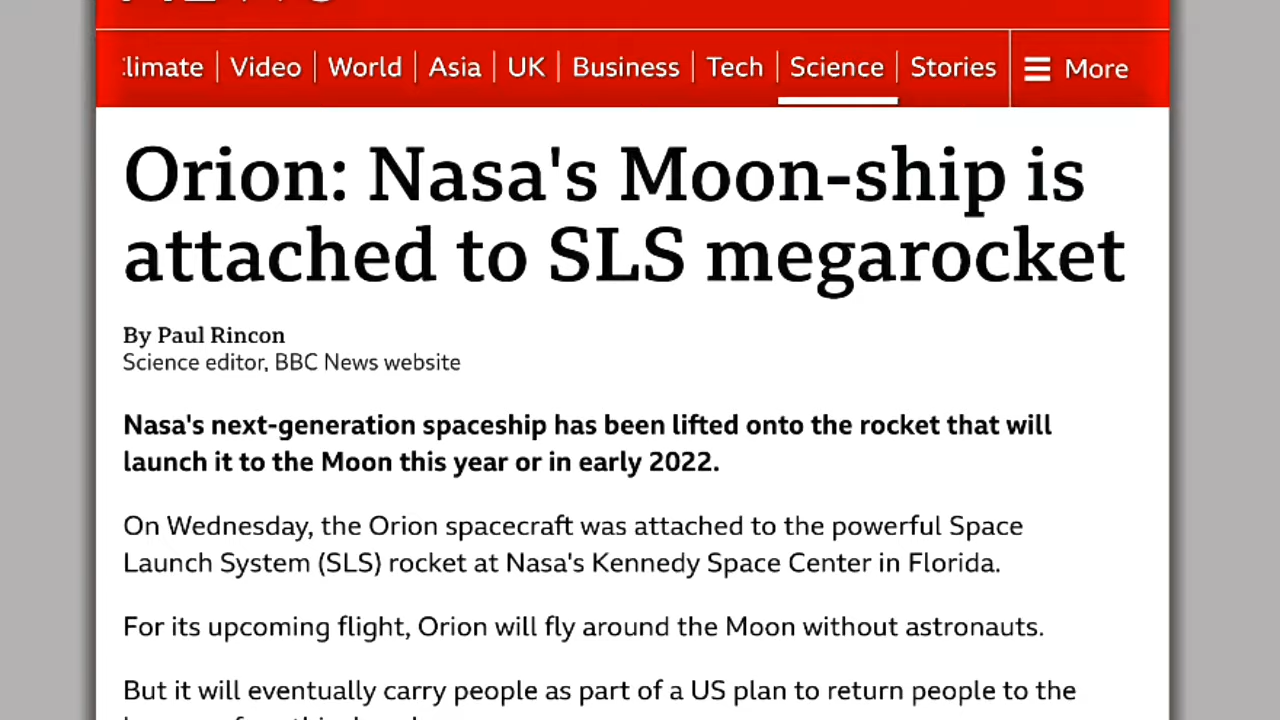 limate Video World Asia UK Business Tech Science Stories More
Orion: Nasa's Moon-ship is
attached to SLS megarocket
By Paul Rincon
Science editor, BBC News website
Nasa's next-generation spaceship has been lifted onto the rocket that will
launch it to the Moon this year or in early 2022.
On Wednesday, the Orion spacecraft was attached to the powerful Space
Launch System (SLS) rocket at Nasa's Kennedy Space Center in Florida.
For its upcoming flight, Orion will fly around the Moon without astronauts.
But it will eventually carry people as part of a US plan to return people to the